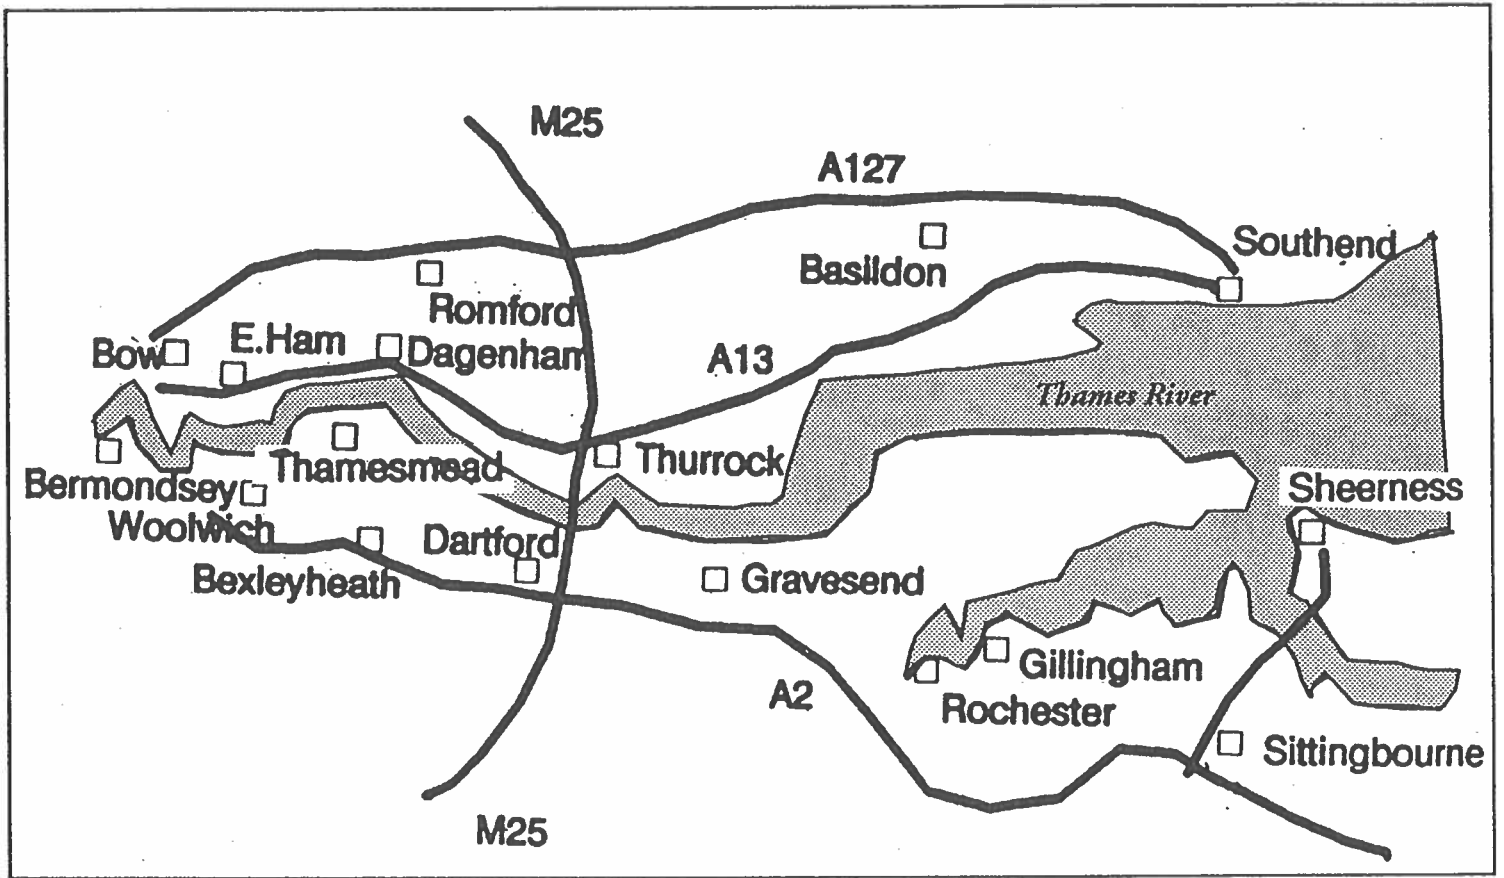 M25
A127
Southend
Basildon
Romford
E.Ham
Bow
Dagenham
A13
Thames River
Thurrock
Thamesmead
Bermondsey
Sheerness
Woolwich
Dartford
Bexleyheath
Gravesend
Gillingham
A2
Rochester
Sittingbourne
M25